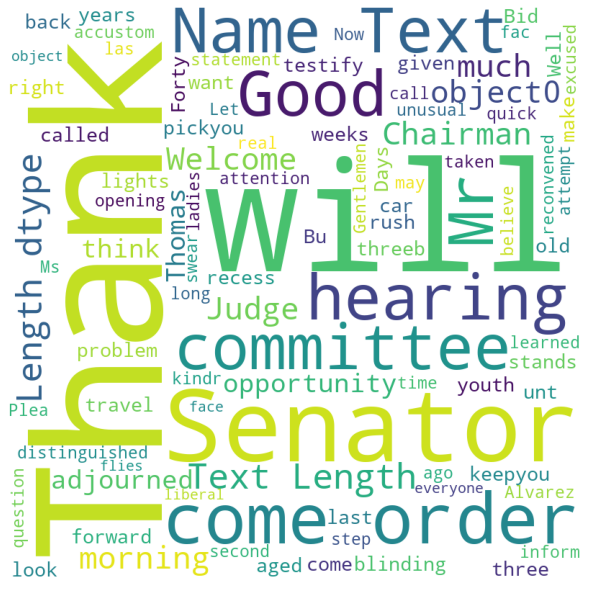 back years
accustom
las
object
right
called
opening
lights
Ms
think
problem
Plea travel
distinguished
flies
question
adjourned
forward
look morning
Length dtype
Thank
Name Text
Forty
statement
want testify
Let
pickyou
real
weeks
Welcome
attention
Thomas
swear
ladies
recess
long
Judge
Good
Now
given much
call unusual
object0
quick
Chairman
Days
Gentlemen
taken
may
car
rush
Bu
threeb
Mr
believe
old
Bid
fac
Well
make
excused
reconvened
attempt
Will
hearing
committee
learned
stands
kindr opportunity time youth unt
face
Senator
Text Length ago keepyou
liberal everyone Alvarez
come order
last
step
second aged come blinding three inform